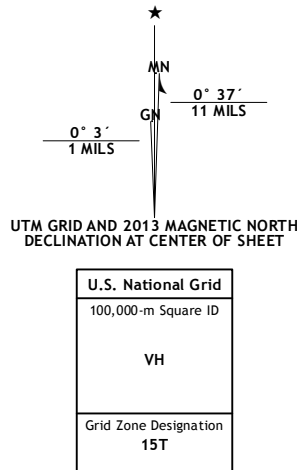 ★
MN
0° 37´
11 MILS
GN
0° 3´
1 MILS
UTM GRID AND 2013 MAGNETIC NORTH
DECLINATION AT CENTER OF SHEET
U.S. National Grid
100,000-m Square ID
VH
Grid Zone Designation
15T